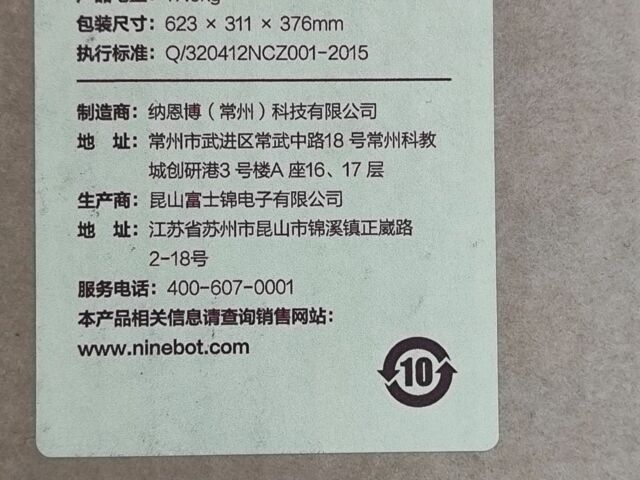 包装尺寸：623 × 311 × 376mm
执行标准：Q/320412NCZ001-2015
制造商：纳恩博（常州）科技有限公司
地 址：常州市武进区常武中路18号常州科教
城创研港3号楼A座16、17层
生产商：昆山富士锦电子有限公司
地 址：江苏省苏州市昆山市锦溪镇正崴路
2-18号
服务电话：400-607-0001
本产品相关信息请查询销售网站：
www.ninebot.com
10